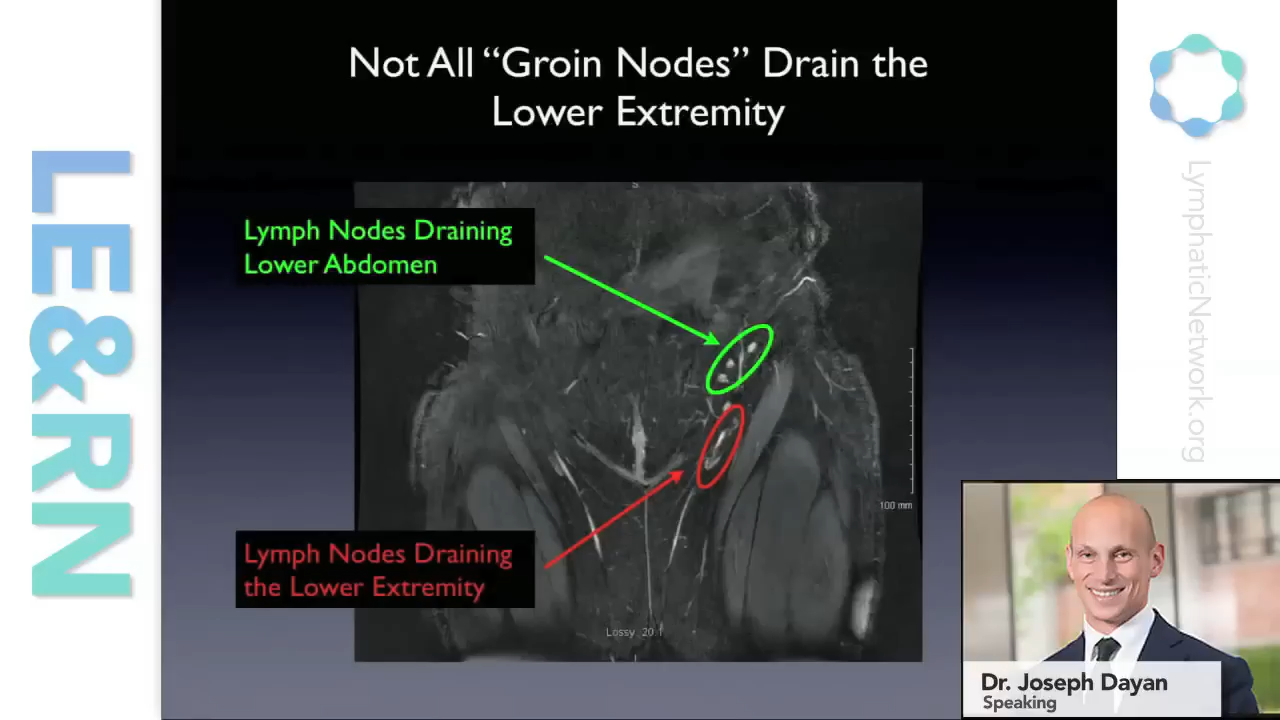 Not All “Groin Nodes” Drain the
Lower Extremity
Lymph Nodes Draining
Lower Abdomen
Lymph Nodes Draining
the Lower Extremity
S
100 mm
Lossy 20:1
LE&RN
LymphaticNetwork.org
Dr. Joseph Dayan
Speaking